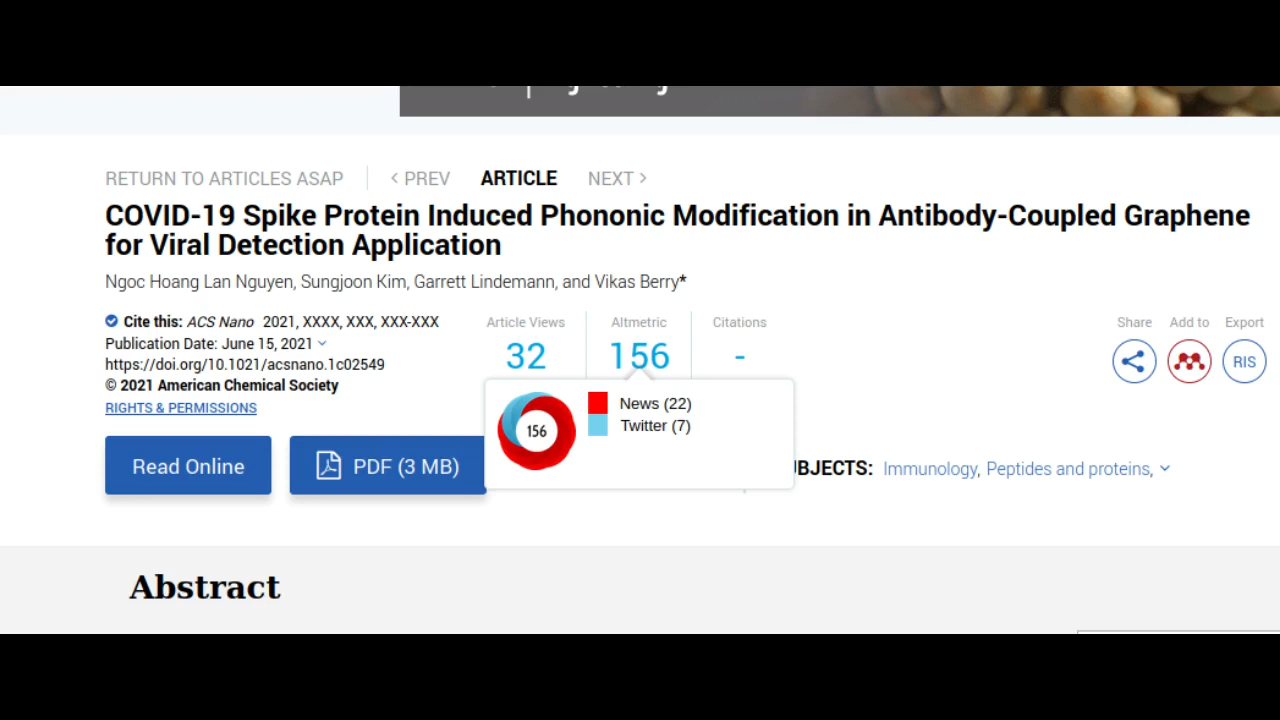 RETURN TO ARTICLES ASAP < PREV ARTICLE NEXT >
COVID-19 Spike Protein Induced Phononic Modification in Antibody-Coupled Graphene
for Viral Detection Application
Ngoc Hoang Lan Nguyen, Sungjoon Kim, Garrett Lindemann, and Vikas Berry*
Cite this: ACS Nano 2021, XXXX, XXX, XXX-XXX
Publication Date: June 15, 2021
https://doi.org/10.1021/acsnano.1c02549
© 2021 American Chemical Society
RIGHTS & PERMISSIONS
Article Views
32
Altmetric
156
Citations
-
Share
Add to
Export
RIS
156
News (22)
Twitter (7)
Read Online
PDF (3 MB)
BJECTS: Immunology, Peptides and proteins,
Abstract